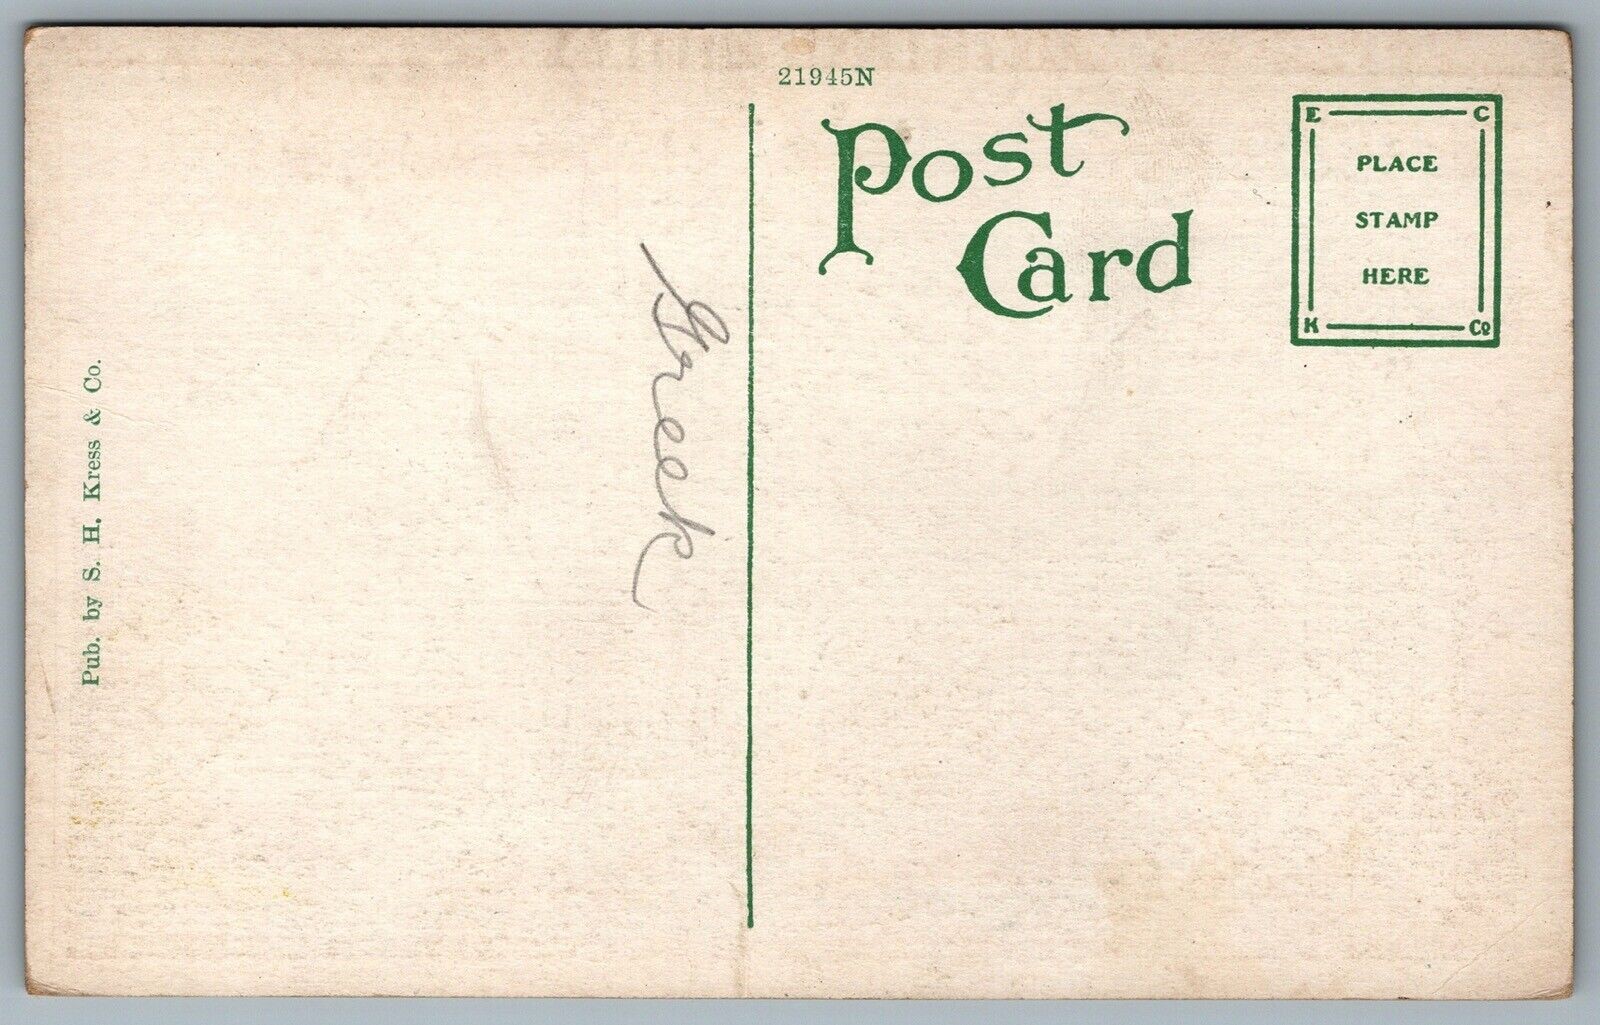 21945N
Post
Card
E C
PLACE
STAMP
HERE
K Co
Greek
Pub. by S. H. Kress & Co.